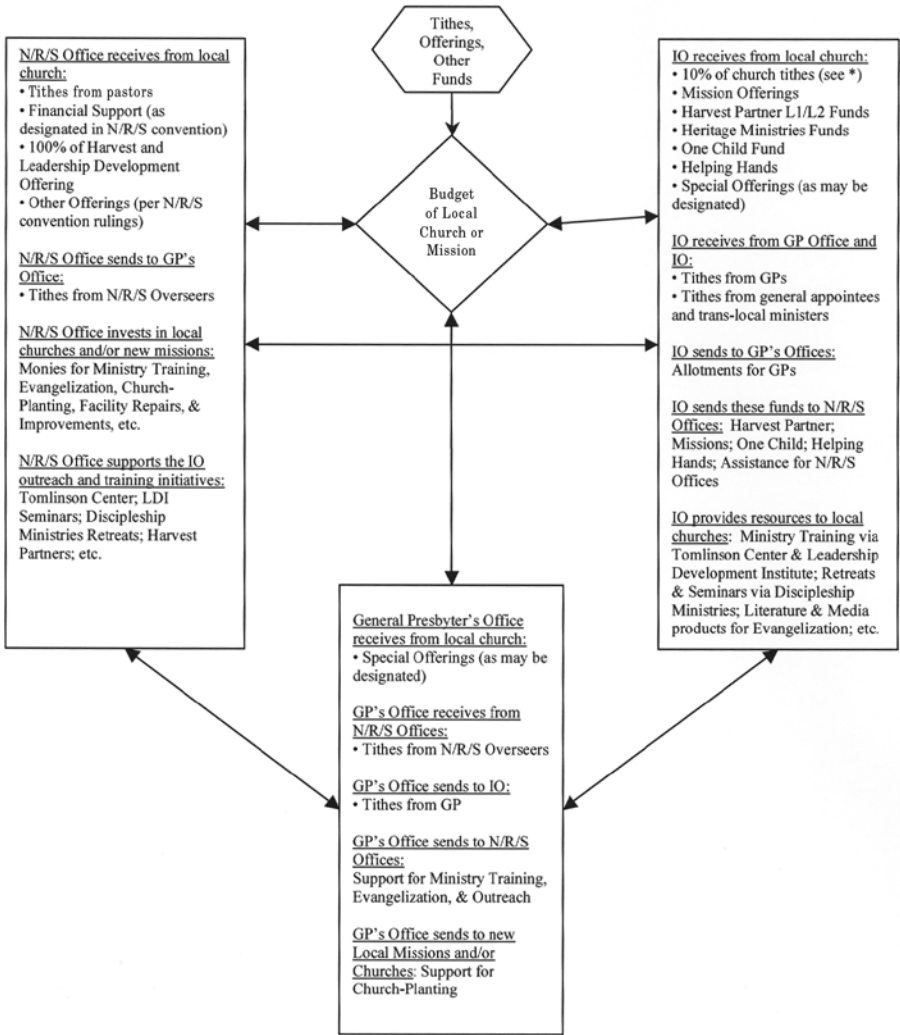 Tithes,
Offerings,
Other
Funds
Budget
of Local
Church or
Mission
N/R/S Office receives from local
church:
• Tithes from pastors
• Financial Support (as
designated in N/R/S convention)
• 100% of Harvest and
Leadership Development
Offering
• Other Offerings (per N/R/S
convention rulings)
N/R/S Office sends to GP's
Office:
• Tithes from N/R/S Overseers
N/R/S Office invests in local
churches and/or new missions:
Monies for Ministry Training,
Evangelization, Church-
Planting, Facility Repairs, &
Improvements, etc.
N/R/S Office supports the IO
outreach and training initiatives:
Tomlinson Center; LDI
Seminars; Discipleship
Ministries Retreats; Harvest
Partners; etc.
IO receives from local church:
• 10% of church tithes (see *)
• Mission Offerings
• Harvest Partner L1/L2 Funds
• Heritage Ministries Funds
• One Child Fund
• Helping Hands
• Special Offerings (as may be
designated)
IO receives from GP Office and
IO:
• Tithes from GPs
• Tithes from general appointees
and trans-local ministers
IO sends to GP's Offices:
Allotments for GPs
IO sends these funds to N/R/S
Offices: Harvest Partner;
Missions; One Child; Helping
Hands; Assistance for N/R/S
Offices
IO provides resources to local
churches: Ministry Training via
Tomlinson Center & Leadership
Development Institute; Retreats
& Seminars via Discipleship
Ministries; Literature & Media
products for Evangelization; etc.
General Presbyter's Office
receives from local church:
• Special Offerings (as may be
designated)
GP's Office receives from
N/R/S Offices:
• Tithes from N/R/S Overseers
GP's Office sends to IO:
• Tithes from GP
GP's Office sends to N/R/S
Offices:
Support for Ministry Training,
Evangelization, & Outreach
GP's Office sends to new
Local Missions and/or
Churches: Support for
Church-Planting